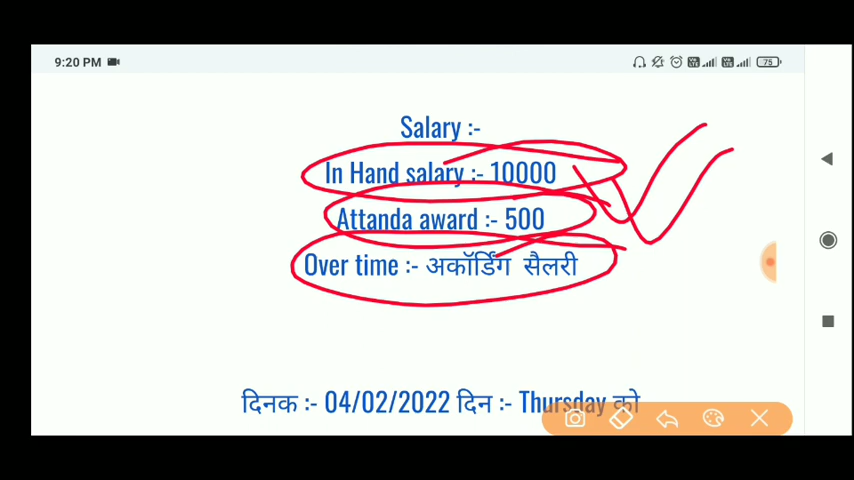 9:20 PM
75
Salary :-
In Hand salary :- 10000
Attanda award :- 500
Over time :- अकॉर्डिंग सैलरी
दिनक :- 04/02/2022 दिन :- Thursday को